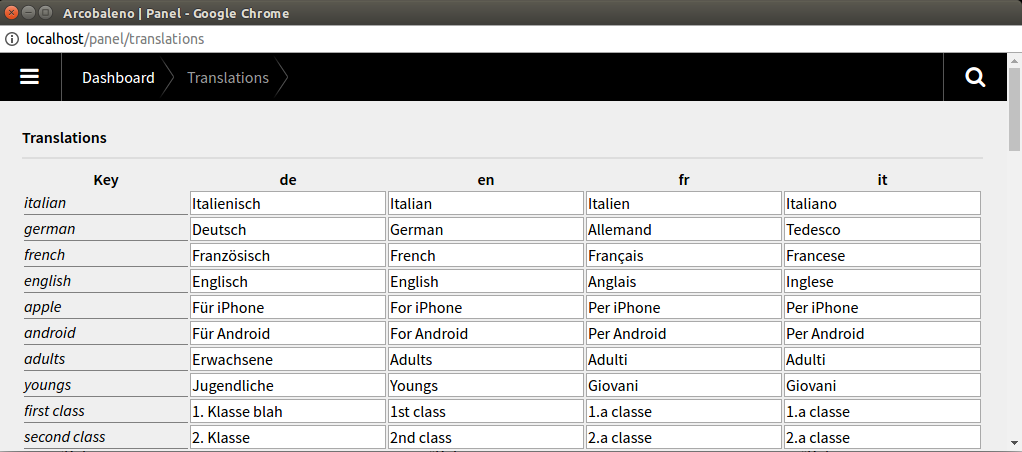 Arcobaleno | Panel - Google Chrome
localhost/panel/translations
Dashboard Translations
Translations
Key de en fr it
italian Italienisch Italian Italien Italiano
german Deutsch German Allemand Tedesco
french Französisch French Français Francese
english Englisch English Anglais Inglese
apple Für iPhone For iPhone Per iPhone Per iPhone
android Für Android For Android Per Android Per Android
adults Erwachsene Adults Adulti Adulti
youngs Jugendliche Youngs Giovani Giovani
first class 1. Klasse blah 1st class 1.a classe 1.a classe
second class 2. Klasse 2nd class 2.a classe 2.a classe